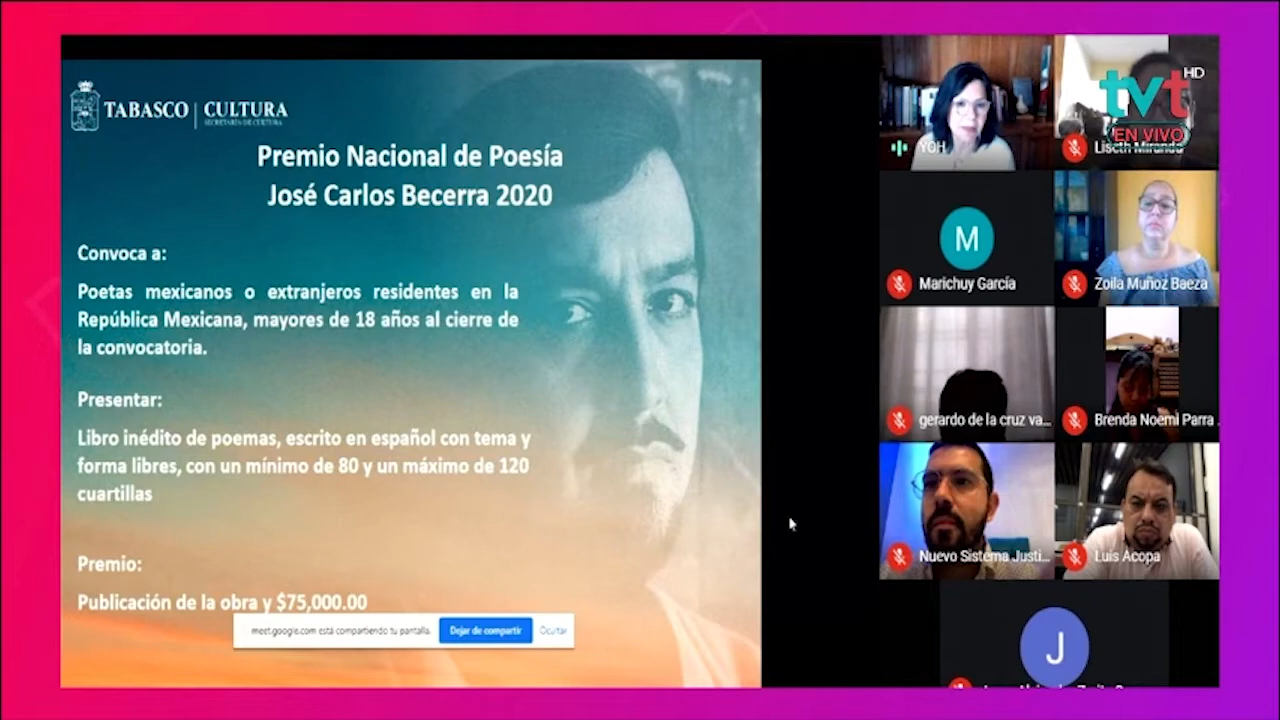 TABASCO | CULTURA
SECRETARÍA DE CULTURA
Premio Nacional de Poesía
José Carlos Becerra 2020
Convoca a:
Poetas mexicanos o extranjeros residentes en la
República Mexicana, mayores de 18 años al cierre de
la convocatoria.
Presentar:
Libro inédito de poemas, escrito en español con tema y
forma libres, con un mínimo de 80 y un máximo de 120
cuartillas
Premio:
Publicación de la obra y $75,000.00
meet.google.com está compartiendo tu pantalla.
Dejar de compartir
Ocultar
tvt HD
EN VIVO
YOH
Liseth Miranda
M
Marichuy García
Zoila Muñoz Baeza
gerardo de la cruz va...
Brenda Noemi Parra .
Nuevo Sistema Justi...
Luis Acopa
J